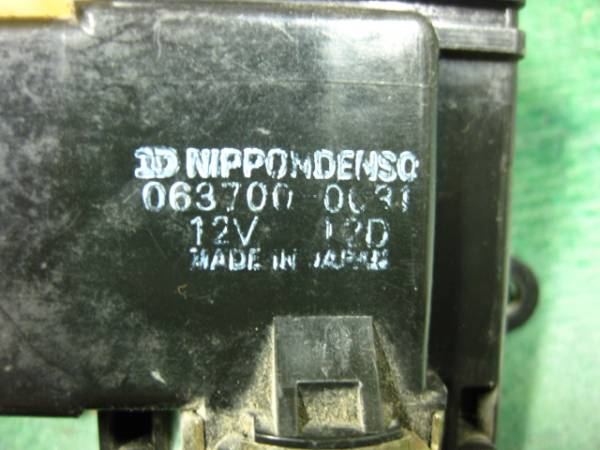 ND NIPPONDENSO
063700
12V
MADE IN JAPAN